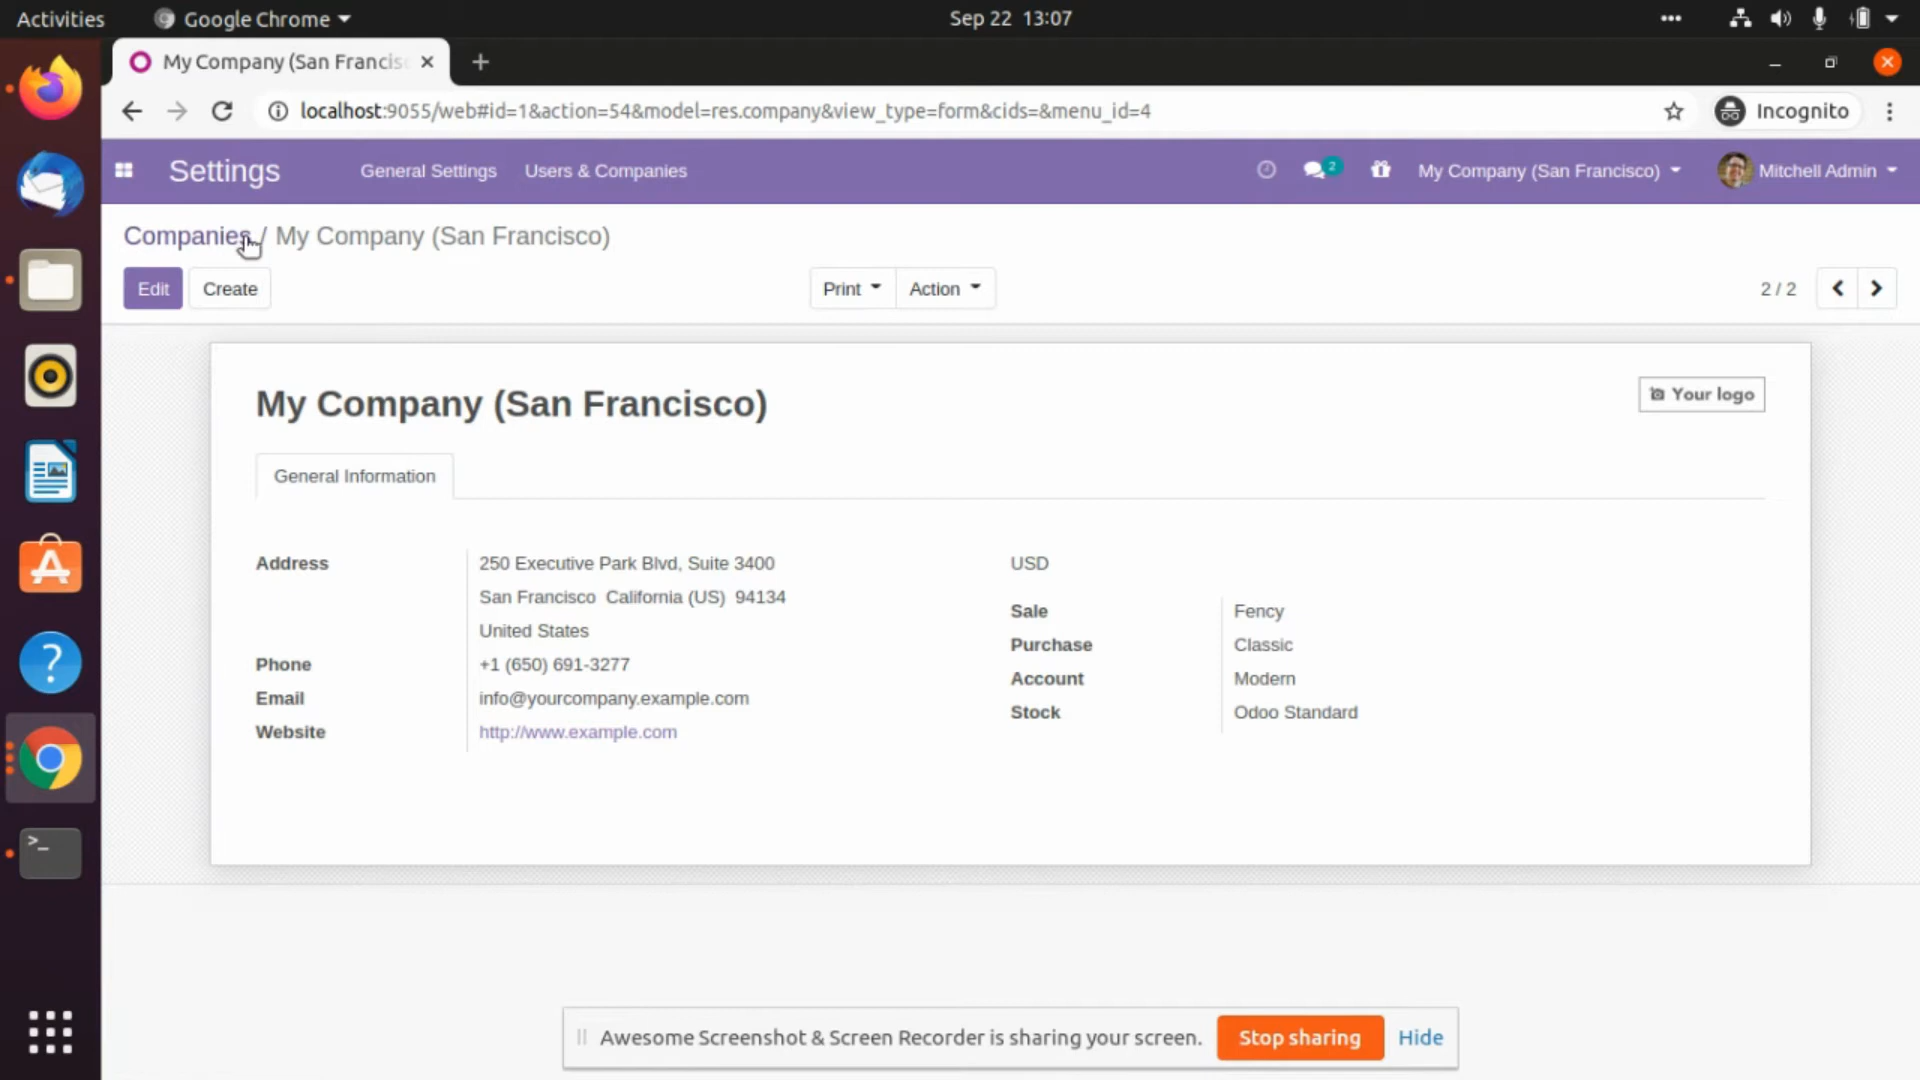 Activities
Google Chrome
Sep 22 13:07
My Company (San Francis
localhost:9055/web#id=1&action=54&model=res.company&view_type=form&cids=&menu_id=4
Incognito
Settings
General Settings
Users & Companies
2
My Company (San Francisco)
Mitchell Admin
Companies / My Company (San Francisco)
Edit
Create
Print
Action
2 / 2
My Company (San Francisco)
Your logo
General Information
Address
250 Executive Park Blvd, Suite 3400
San Francisco California (US) 94134
United States
Phone
+1 (650) 691-3277
Email
info@yourcompany.example.com
Website
http://www.example.com
USD
Sale
Fency
Purchase
Classic
Account
Modern
Stock
Odoo Standard
Awesome Screenshot & Screen Recorder is sharing your screen.
Stop sharing
Hide